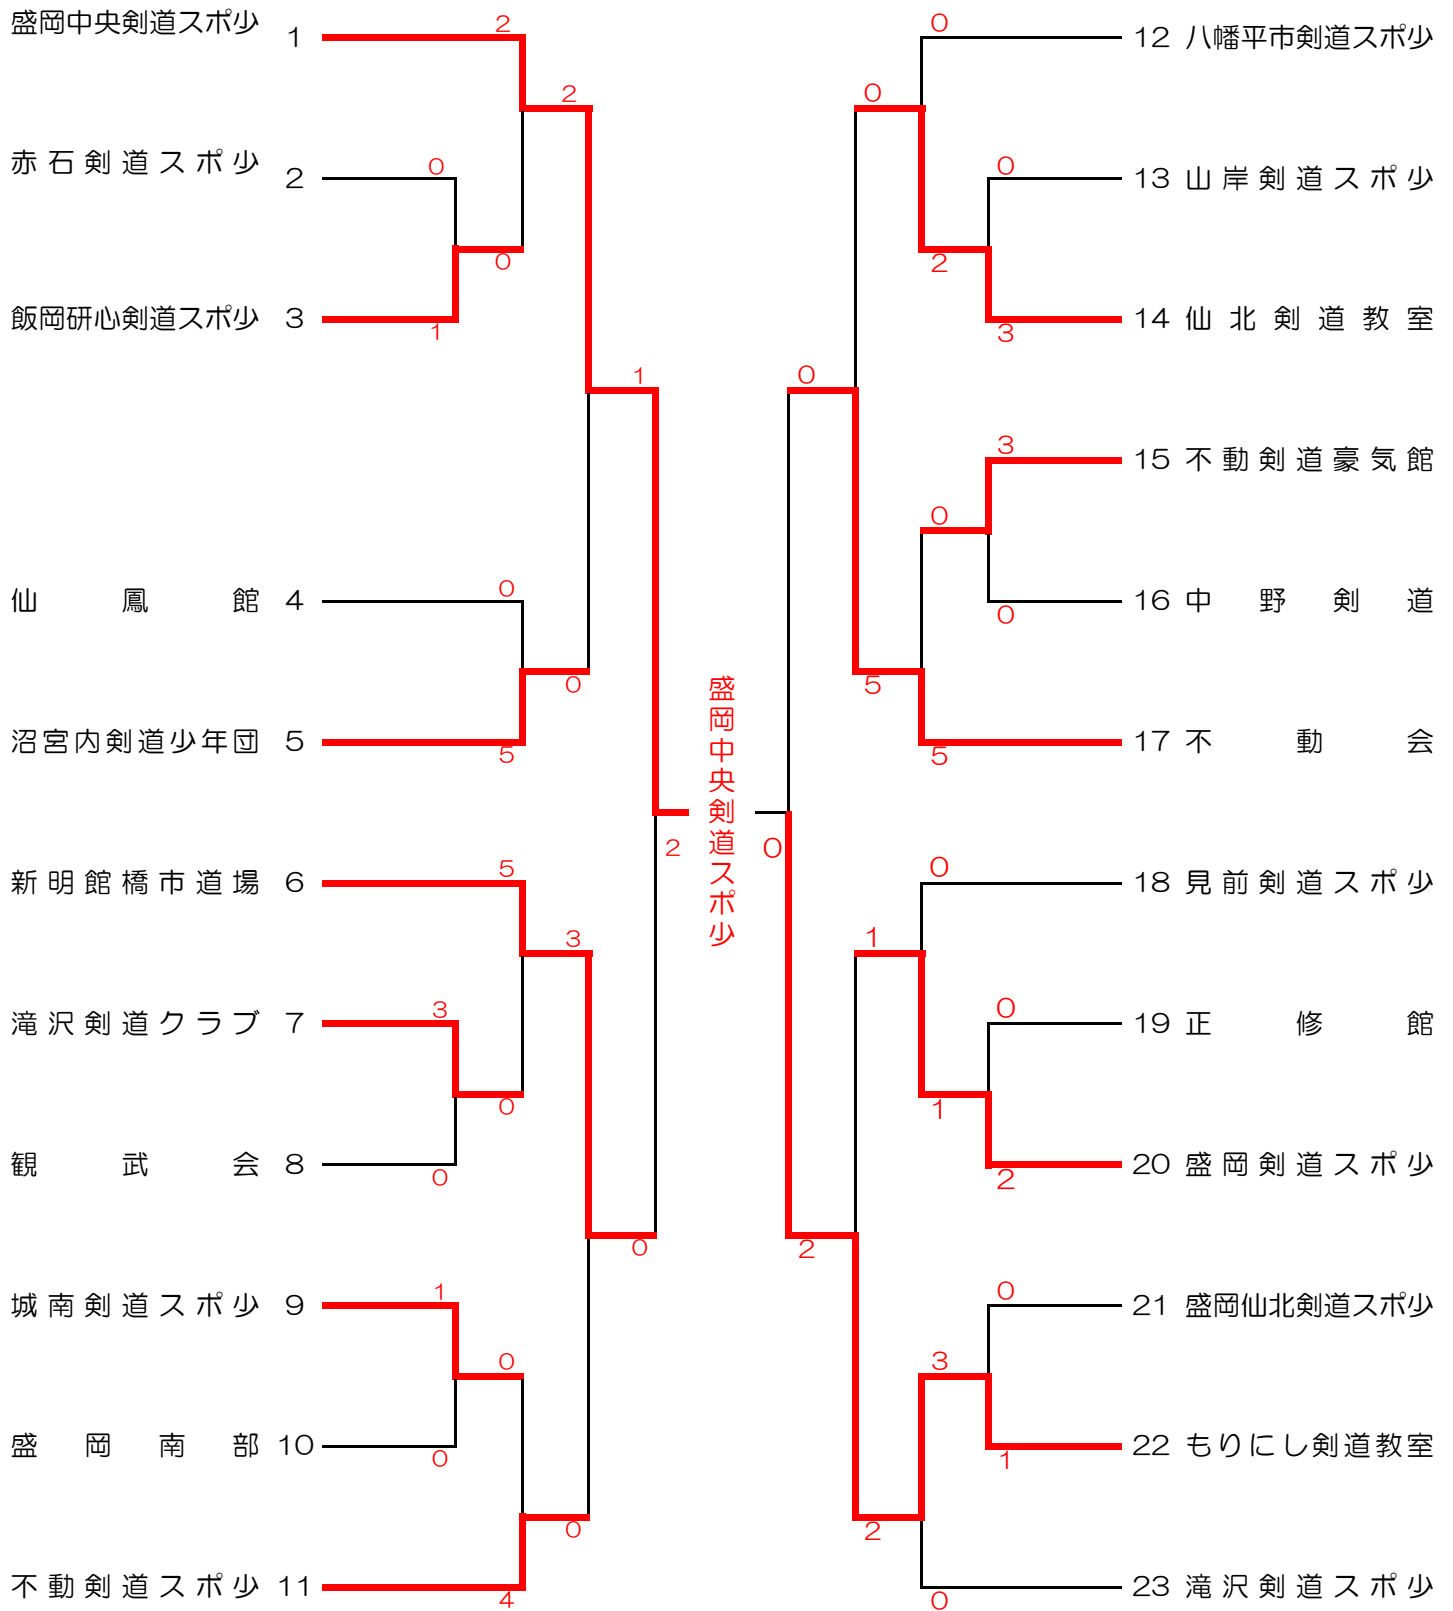 盛岡中央剣道スポ少 1
2
2
赤石剣道スポ少 2
0
0
飯岡研心剣道スポ少 3
1
1
仙鳳館 4
0
0
沼宮内剣道少年団 5
5
2
新明館橋市道場 6
5
3
滝沢剣道クラブ 7
3
0
観武会 8
0
0
城南剣道スポ少 9
1
0
盛岡南部 10
0
0
不動剣道スポ少 11
4
盛岡中央剣道スポ少
0
12 八幡平市剣道スポ少
0
0
13 山岸剣道スポ少
2
3
14 仙北剣道教室
0
3
15 不動剣道豪気館
0
0
16 中野剣道
5
5
17 不動会
0
0
18 見前剣道スポ少
1
0
19 正修館
1
2
20 盛岡剣道スポ少
2
0
21 盛岡仙北剣道スポ少
3
1
22 もりにし剣道教室
2
0
23 滝沢剣道スポ少